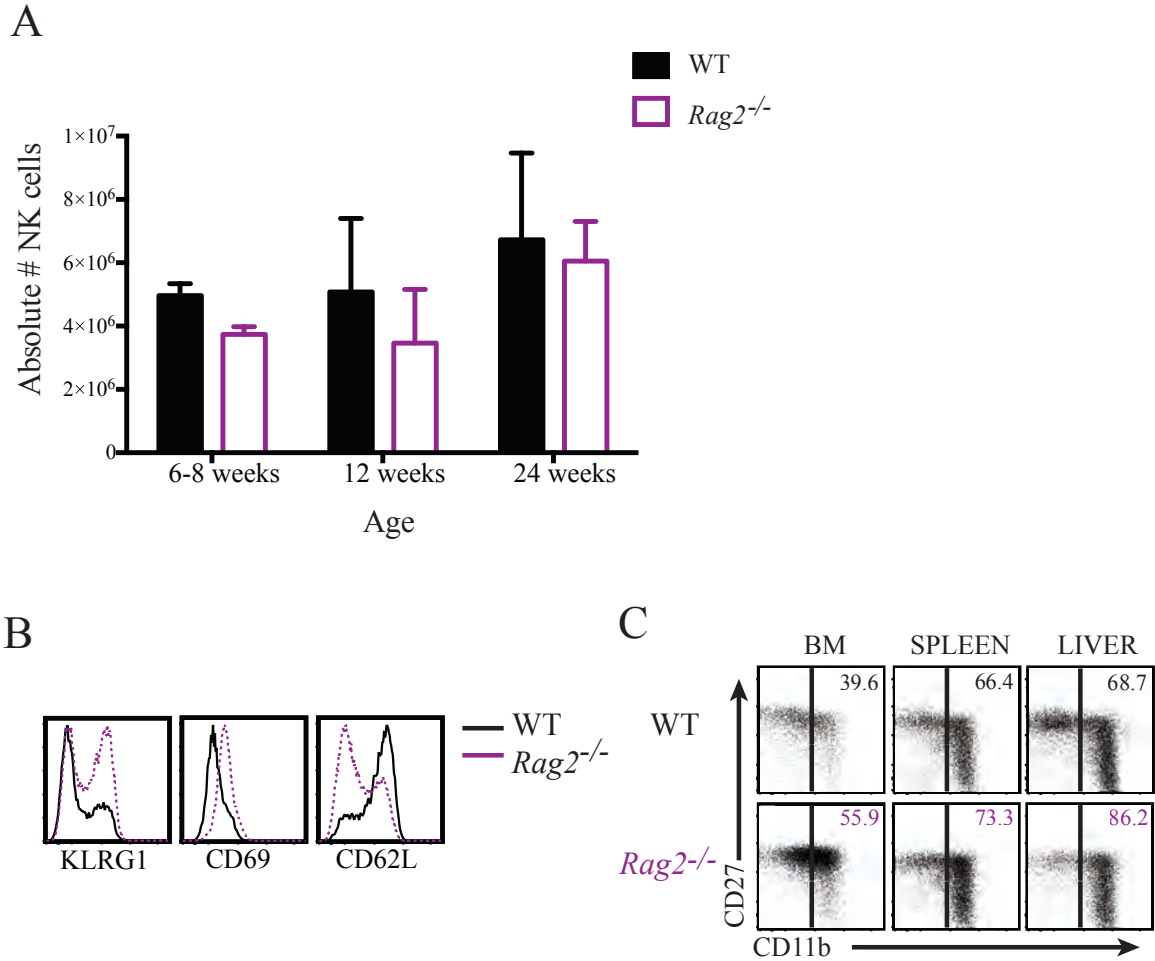 A
WT
Rag2-/-
Absolute # NK cells
1×10⁷
8×10⁶
6×10⁶
4×10⁶
2×10⁶
0
6-8 weeks 12 weeks 24 weeks
Age
B
WT
Rag2-/-
KLRG1 CD69 CD62L
C
BM SPLEEN LIVER
WT
39.6 66.4 68.7
Rag2-/-
55.9 73.3 86.2
CD27
CD11b